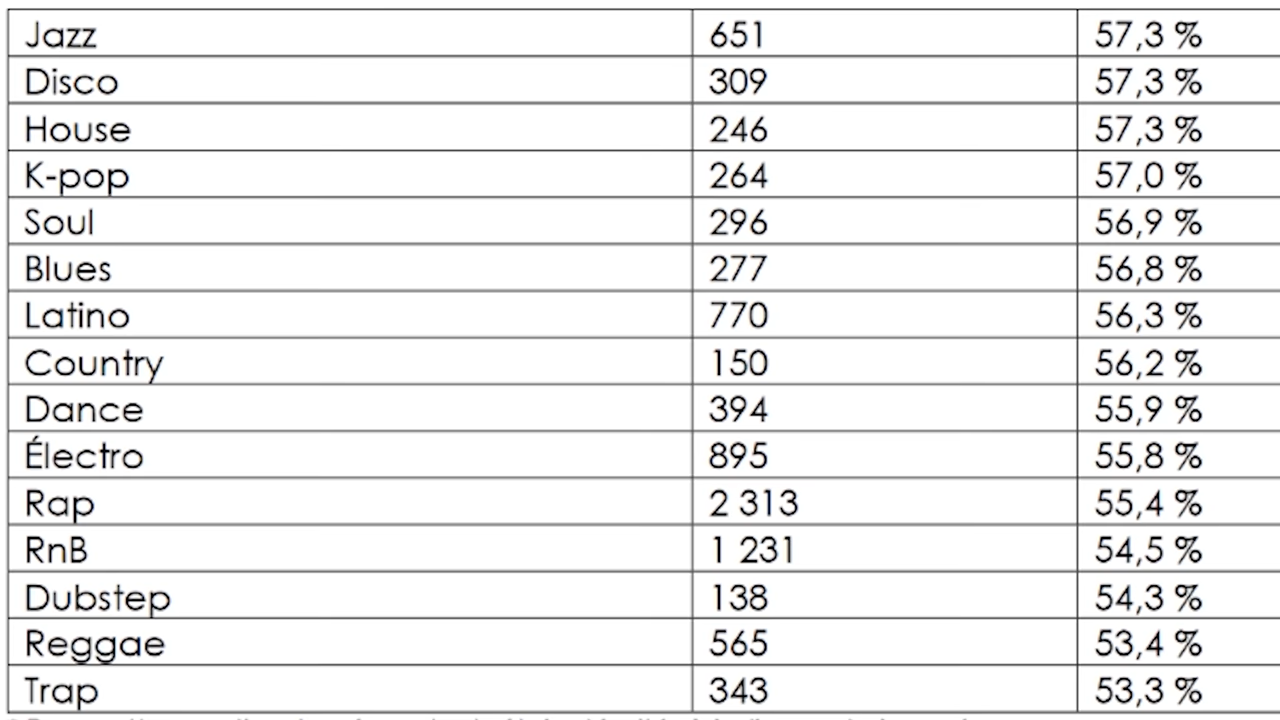 Jazz 651 57,3 %
Disco 309 57,3 %
House 246 57,3 %
K-pop 264 57,0 %
Soul 296 56,9 %
Blues 277 56,8 %
Latino 770 56,3 %
Country 150 56,2 %
Dance 394 55,9 %
Électro 895 55,8 %
Rap 2 313 55,4 %
RnB 1 231 54,5 %
Dubstep 138 54,3 %
Reggae 565 53,4 %
Trap 343 53,3 %